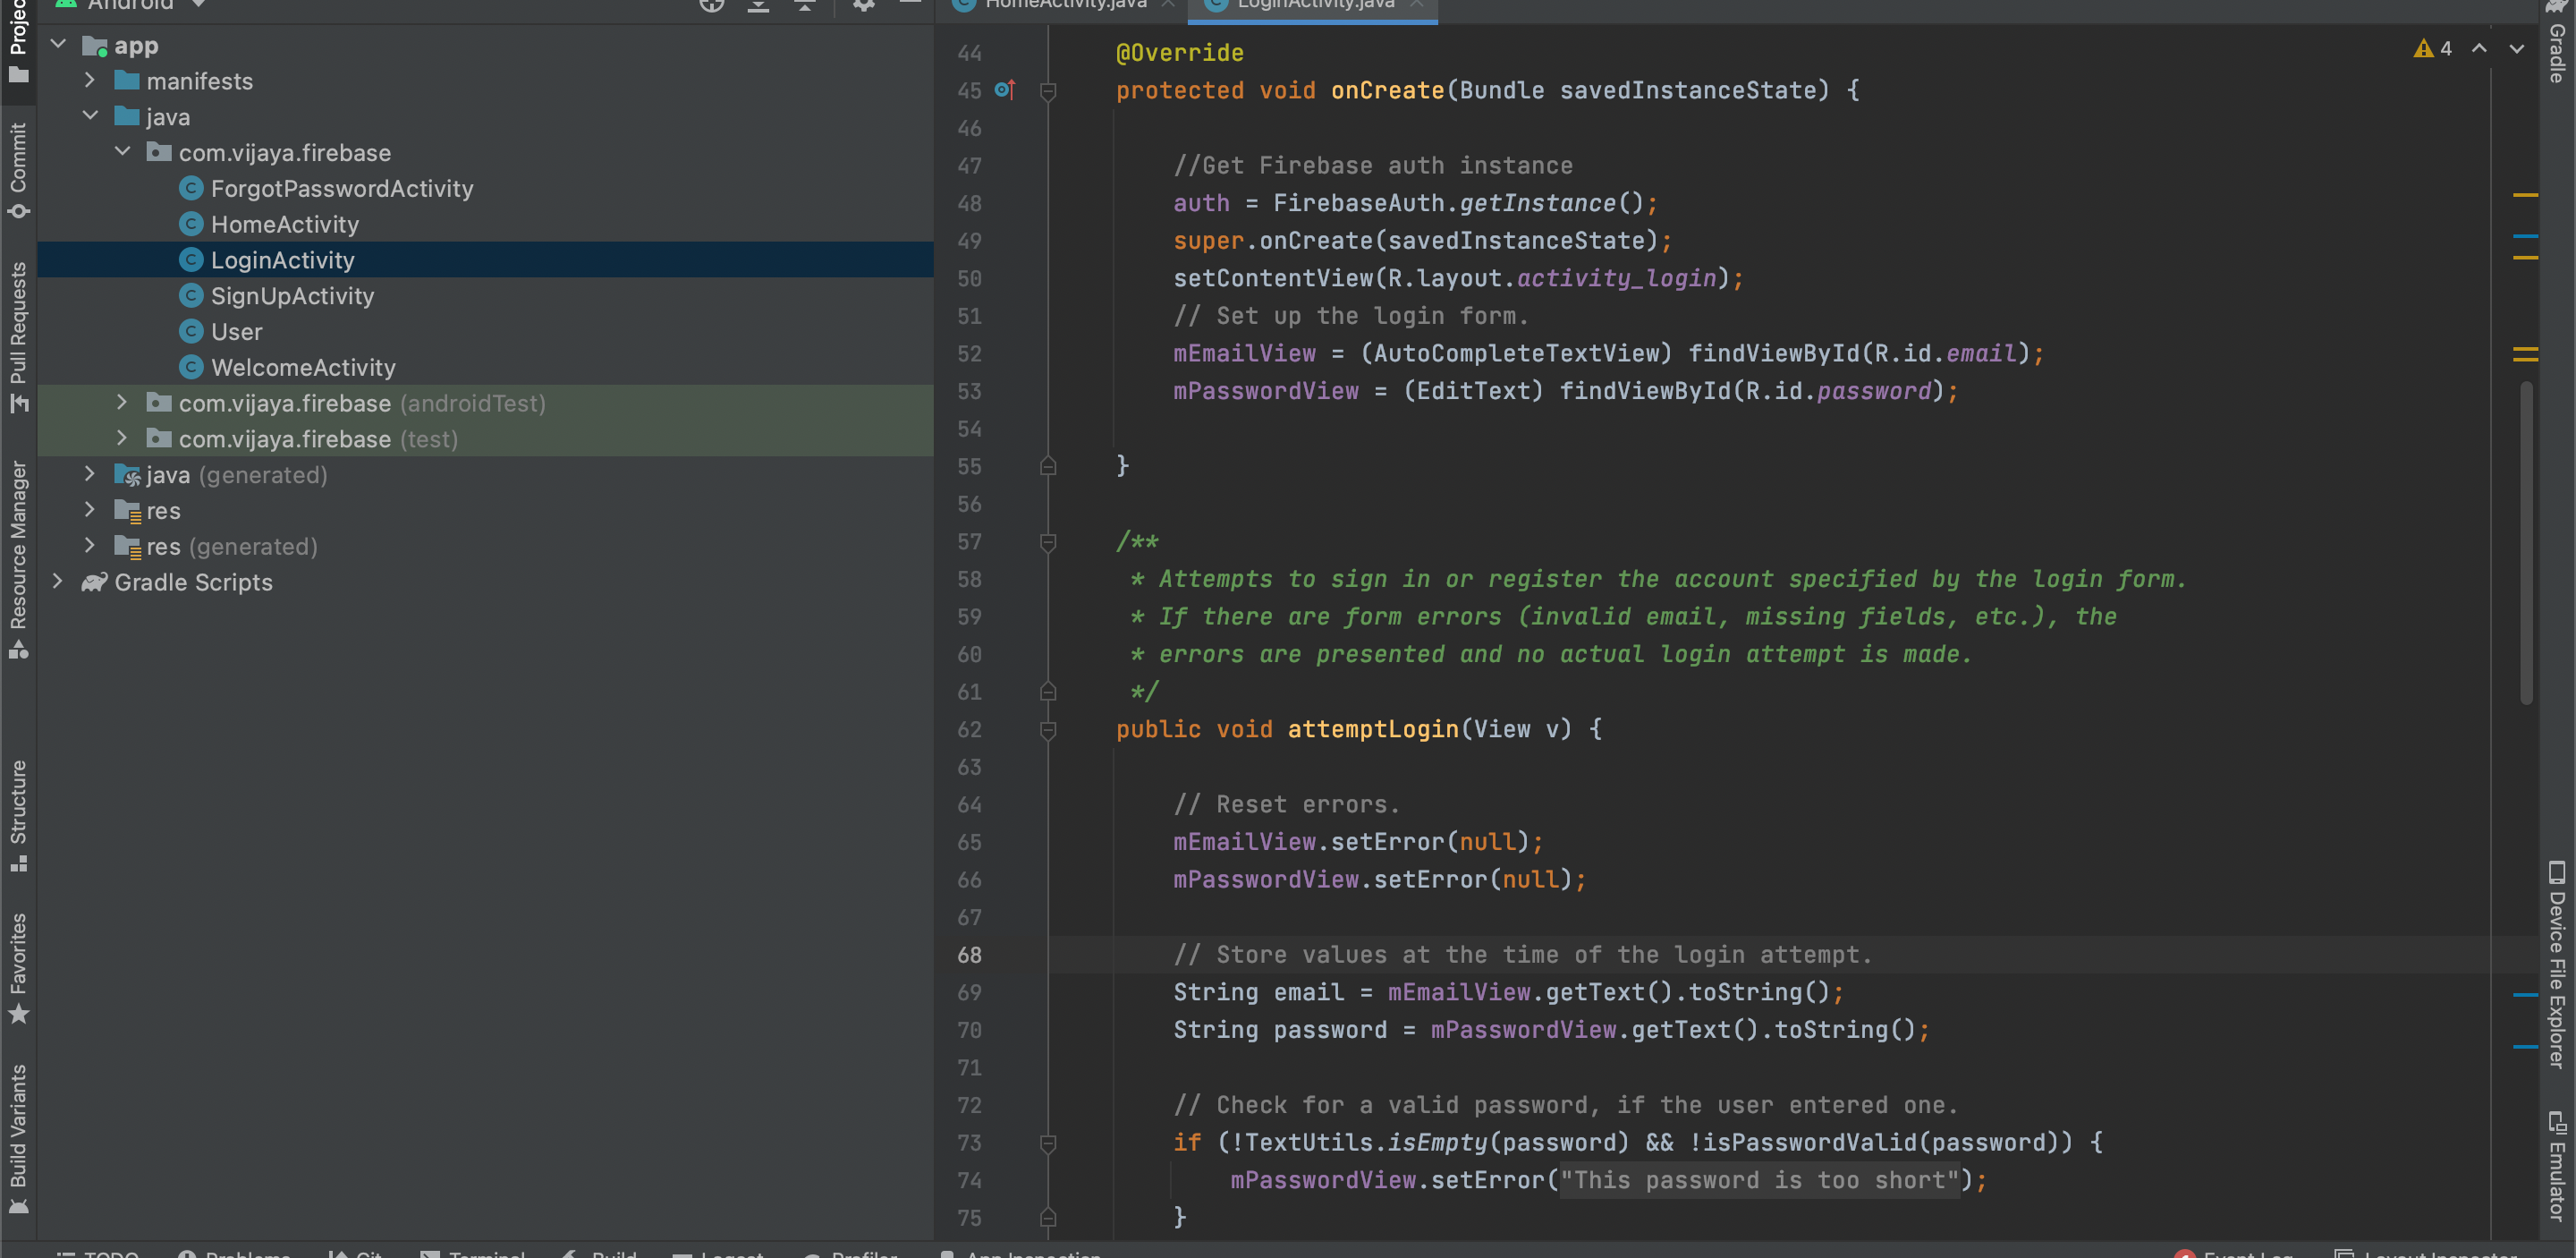 Android
app
manifests
java
com.vijaya.firebase
ForgotPasswordActivity
HomeActivity
LoginActivity
SignUpActivity
User
WelcomeActivity
com.vijaya.firebase (androidTest)
com.vijaya.firebase (test)
java (generated)
res
res (generated)
Gradle Scripts
Commit
Pull Requests
Resource Manager
Structure
Favorites
Build Variants
HomeActivity.java
LoginActivity.java
4
44 @Override
45 protected void onCreate(Bundle savedInstanceState) {
46
47 //Get Firebase auth instance
48 auth = FirebaseAuth.getInstance();
49 super.onCreate(savedInstanceState);
50 setContentView(R.layout.activity_login);
51 // Set up the login form.
52 mEmailView = (AutoCompleteTextView) findViewById(R.id.email);
53 mPasswordView = (EditText) findViewById(R.id.password);
54
55 }
56
57 /**
58 * Attempts to sign in or register the account specified by the login form.
59 * If there are form errors (invalid email, missing fields, etc.), the
60 * errors are presented and no actual login attempt is made.
61 */
62 public void attemptLogin(View v) {
63
64 // Reset errors.
65 mEmailView.setError(null);
66 mPasswordView.setError(null);
67
68 // Store values at the time of the login attempt.
69 String email = mEmailView.getText().toString();
70 String password = mPasswordView.getText().toString();
71
72 // Check for a valid password, if the user entered one.
73 if (!TextUtils.isEmpty(password) && !isPasswordValid(password)) {
74 mPasswordView.setError("This password is too short");
75 }
Gradle
Device File Explorer
Emulator
TODO Problems Git Terminal Build Logcat Profiler App Inspection Event Log Layout Inspector